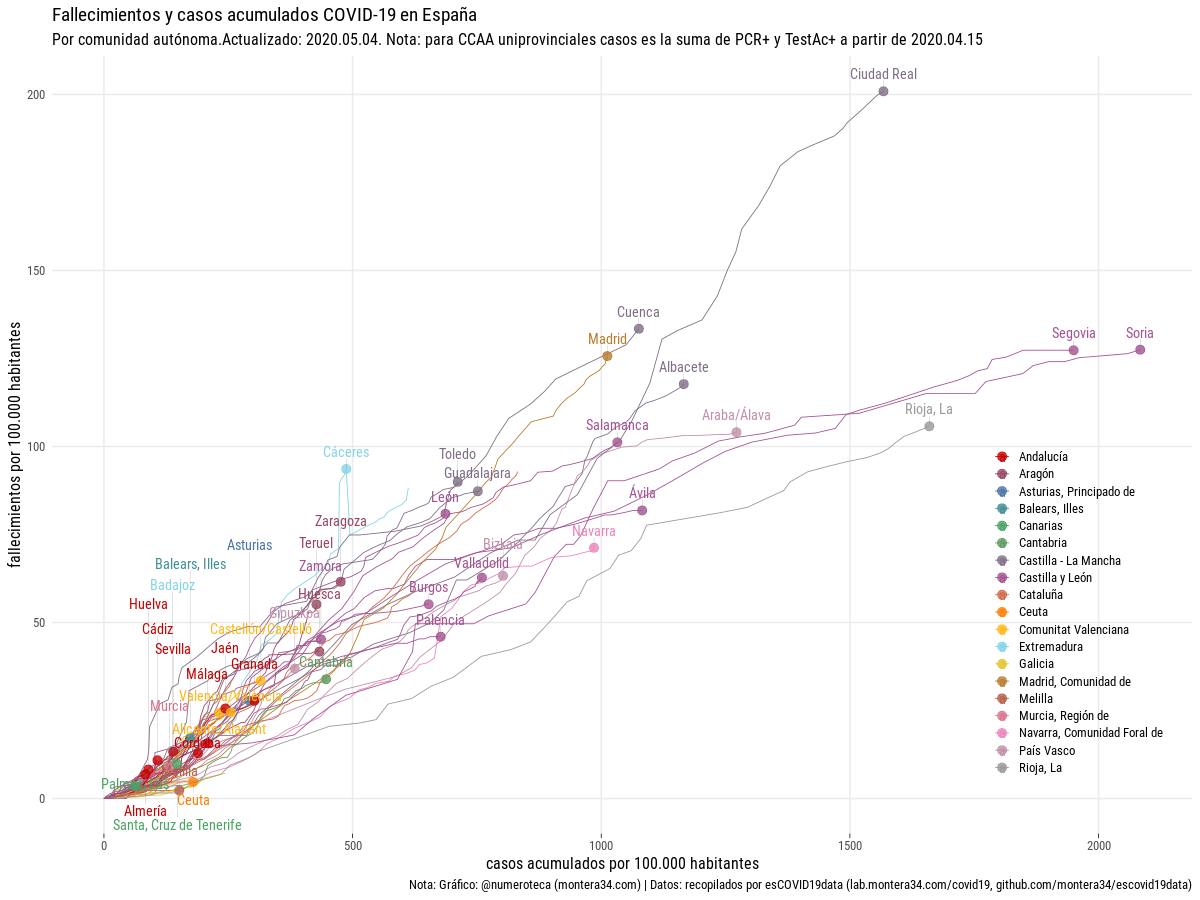 Fallecimientos y casos acumulados COVID-19 en España
Por comunidad autónoma.Actualizado: 2020.05.04. Nota: para CCAA uniprovinciales casos es la suma de PCR+ y TestAc+ a partir de 2020.04.15
fallecimientos por 100.000 habitantes
200
150
100
50
0
Ciudad Real
Cuenca
Madrid
Segovia
Soria
Albacete
Rioja, La
Araba/Álava
Salamanca
Cáceres
Toledo
Guadalajara
León
Ávila
Zaragoza
Navarra
Teruel
Bizkaia
Asturias
Balears, Illes
Zamora
Valladolid
Badajoz
Burgos
Huesca
Huelva
Gipuzkoa
Palencia
Cádiz
Castellón/Castelló
Sevilla
Jaén
Granada
Cantabria
Málaga
Valencia/València
Murcia
Alicante/Alacant
Córdoba
Ceuta
Almería
Santa, Cruz de Tenerife
Andalucía
Aragón
Asturias, Principado de
Balears, Illes
Canarias
Cantabria
Castilla - La Mancha
Castilla y León
Cataluña
Ceuta
Comunitat Valenciana
Extremadura
Galicia
Madrid, Comunidad de
Melilla
Murcia, Región de
Navarra, Comunidad Foral de
País Vasco
Rioja, La
0
500
1000
1500
2000
casos acumulados por 100.000 habitantes
Nota: Gráfico: @numeroteca (montera34.com) | Datos: recopilados por esCOVID19data (lab.montera34.com/covid19, github.com/montera34/escovid19data)